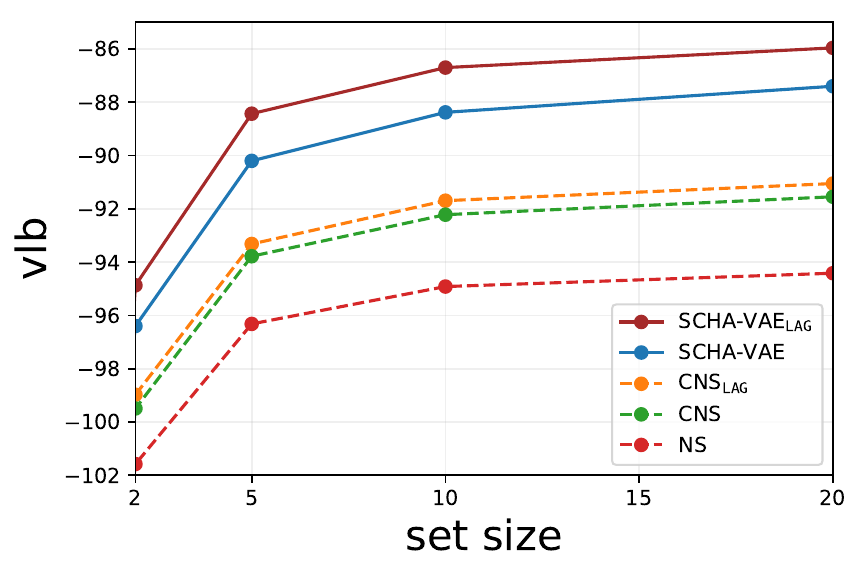 −86
−88
−90
−92
−94
−96
−98
−100
−102
vlb
2 5 10 15 20
set size
SCHA-VAE_LAG
SCHA-VAE
CNS_LAG
CNS
NS